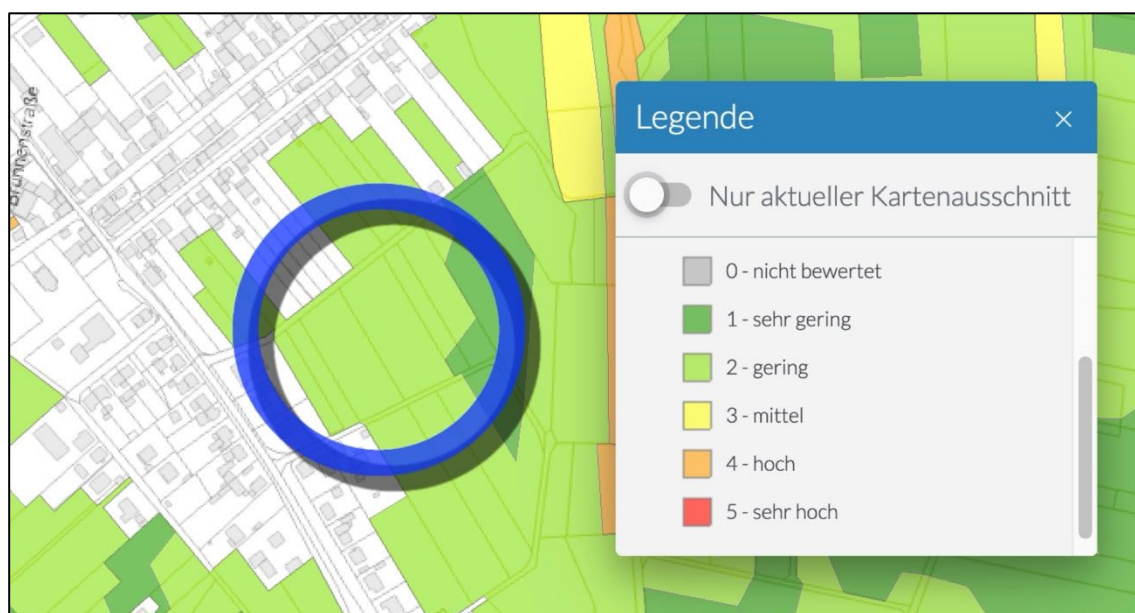 Brunnenstraße
Legende
Nur aktueller Kartenausschnitt
0 - nicht bewertet
1 - sehr gering
2 - gering
3 - mittel
4 - hoch
5 - sehr hoch